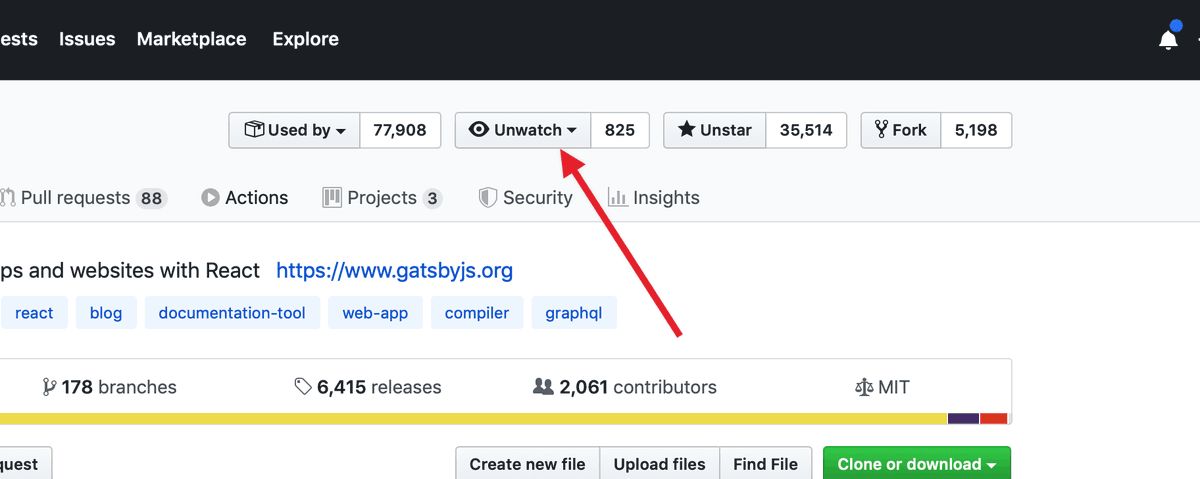 ests Issues Marketplace Explore
Used by 77,908 Unwatch 825 Unstar 35,514 Fork 5,198
Pull requests 88 Actions Projects 3 Security Insights
ps and websites with React https://www.gatsbyjs.org
react blog documentation-tool web-app compiler graphql
178 branches 6,415 releases 2,061 contributors MIT
quest Create new file Upload files Find File Clone or download